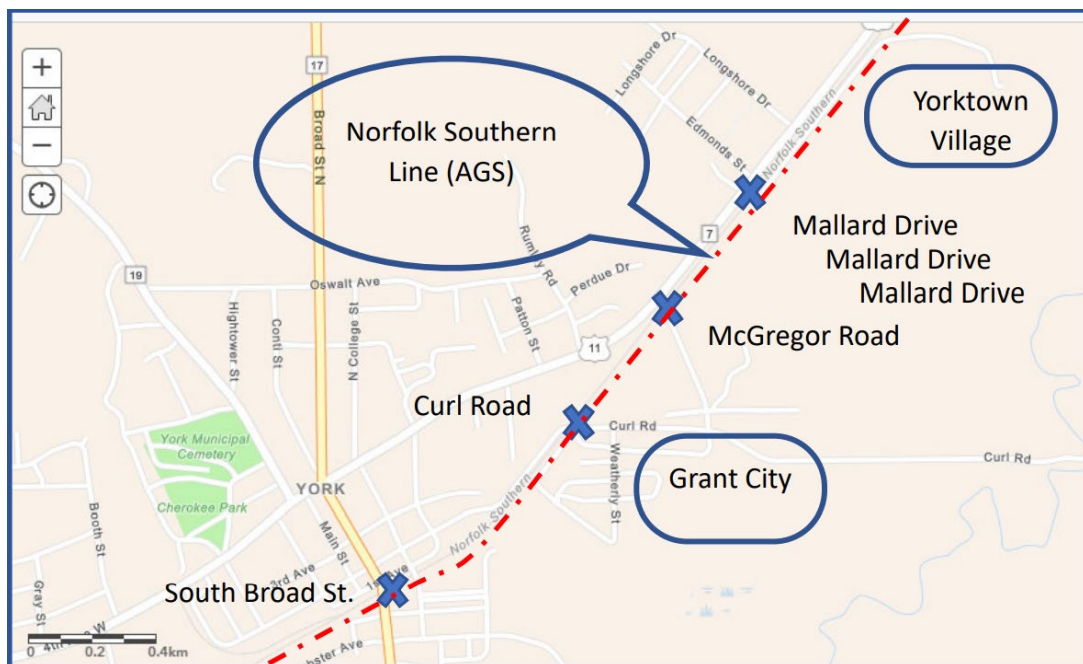 17
Broad St N
Longshore Dr
Longshore Dr
Edmonds St
Norfolk Southern
Yorktown
Village
Norfolk Southern
Line (AGS)
7
Mallard Drive
Mallard Drive
Mallard Drive
19
Oswalt Ave
Rumley Rd
Perdue Dr
Patton St
Hightower St
Conti St
N College St
11
McGregor Road
Curl Road
Curl Rd
Curl Rd
Weatherly St
Grant City
York Municipal
Cemetery
Cherokee Park
YORK
Booth St
Main St
Norfolk Southern
3rd Ave
1st Ave
South Broad St.
Gray St
0 0.2 0.4km